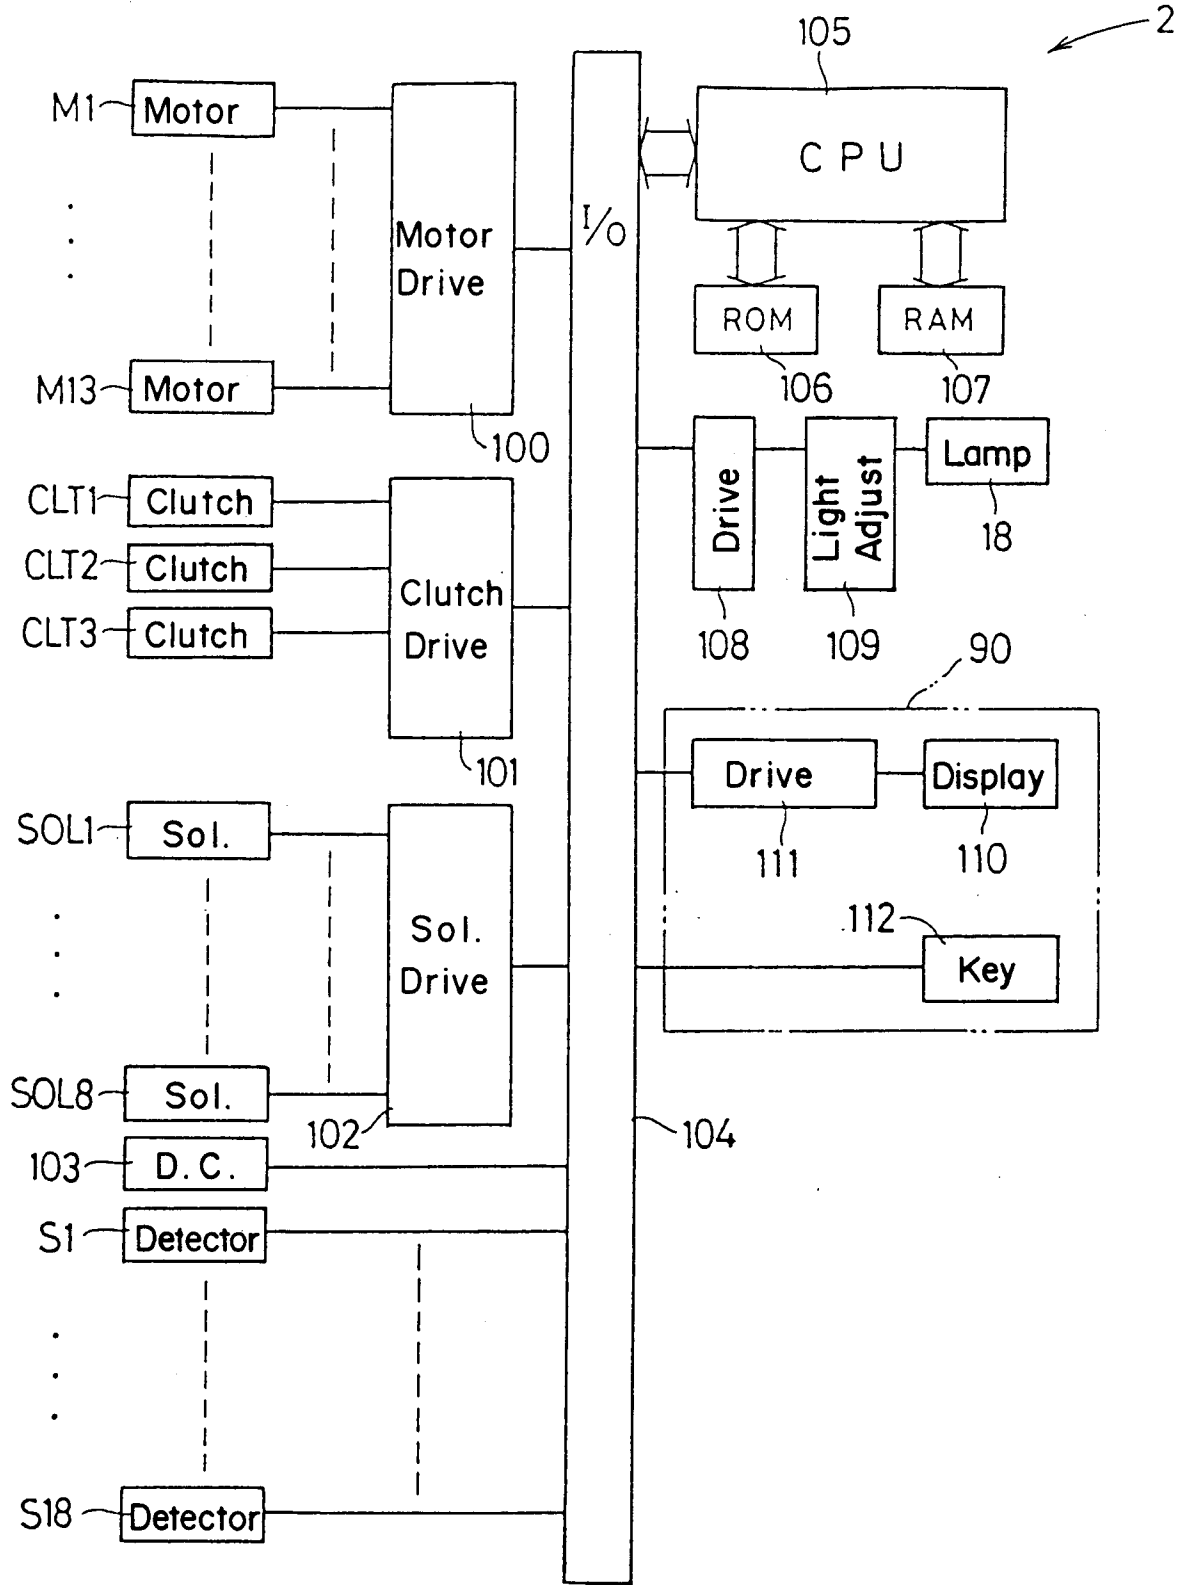 2
105
M1
Motor
CPU
I/O
Motor
Drive
ROM
RAM
106
107
M13
Motor
100
Lamp
18
CLT1
Clutch
CLT2
Clutch
CLT3
Clutch
Clutch
Drive
101
Drive
108
Light
Adjust
109
90
Drive
111
Display
110
SOL1
Sol.
112
Key
Sol.
Drive
SOL8
Sol.
102
104
103
D.C.
S1
Detector
S18
Detector